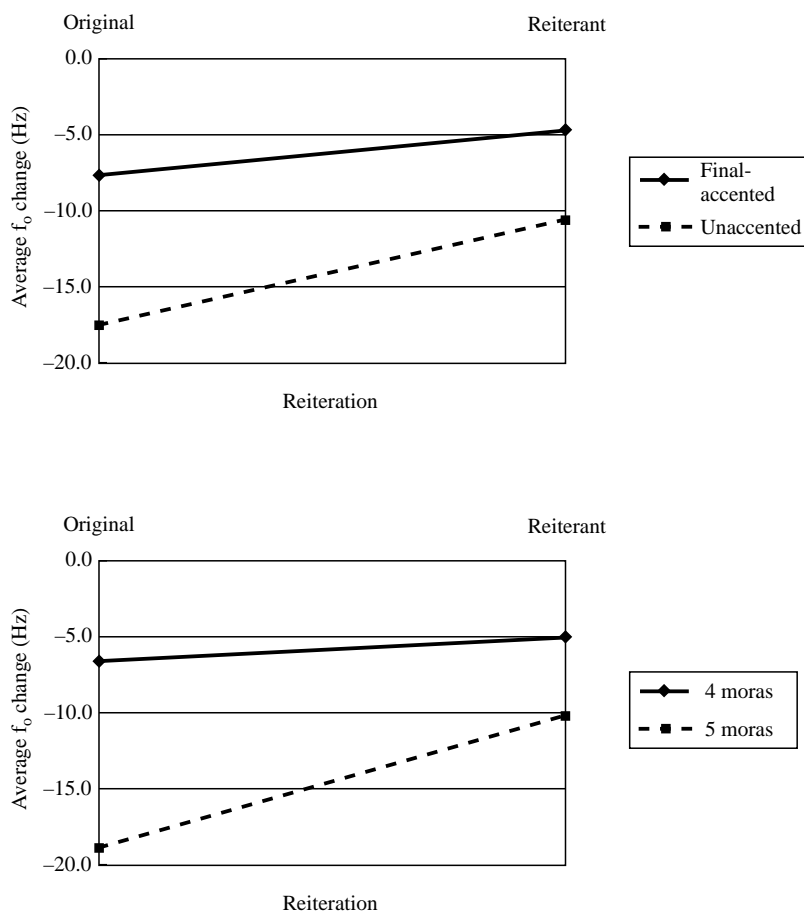 Original
Reiterant
0.0
–5.0
–10.0
–15.0
–20.0
Average fo change (Hz)
Reiteration
Final-
accented
Unaccented
Original
Reiterant
0.0
–5.0
–10.0
–15.0
–20.0
Average fo change (Hz)
Reiteration
4 moras
5 moras